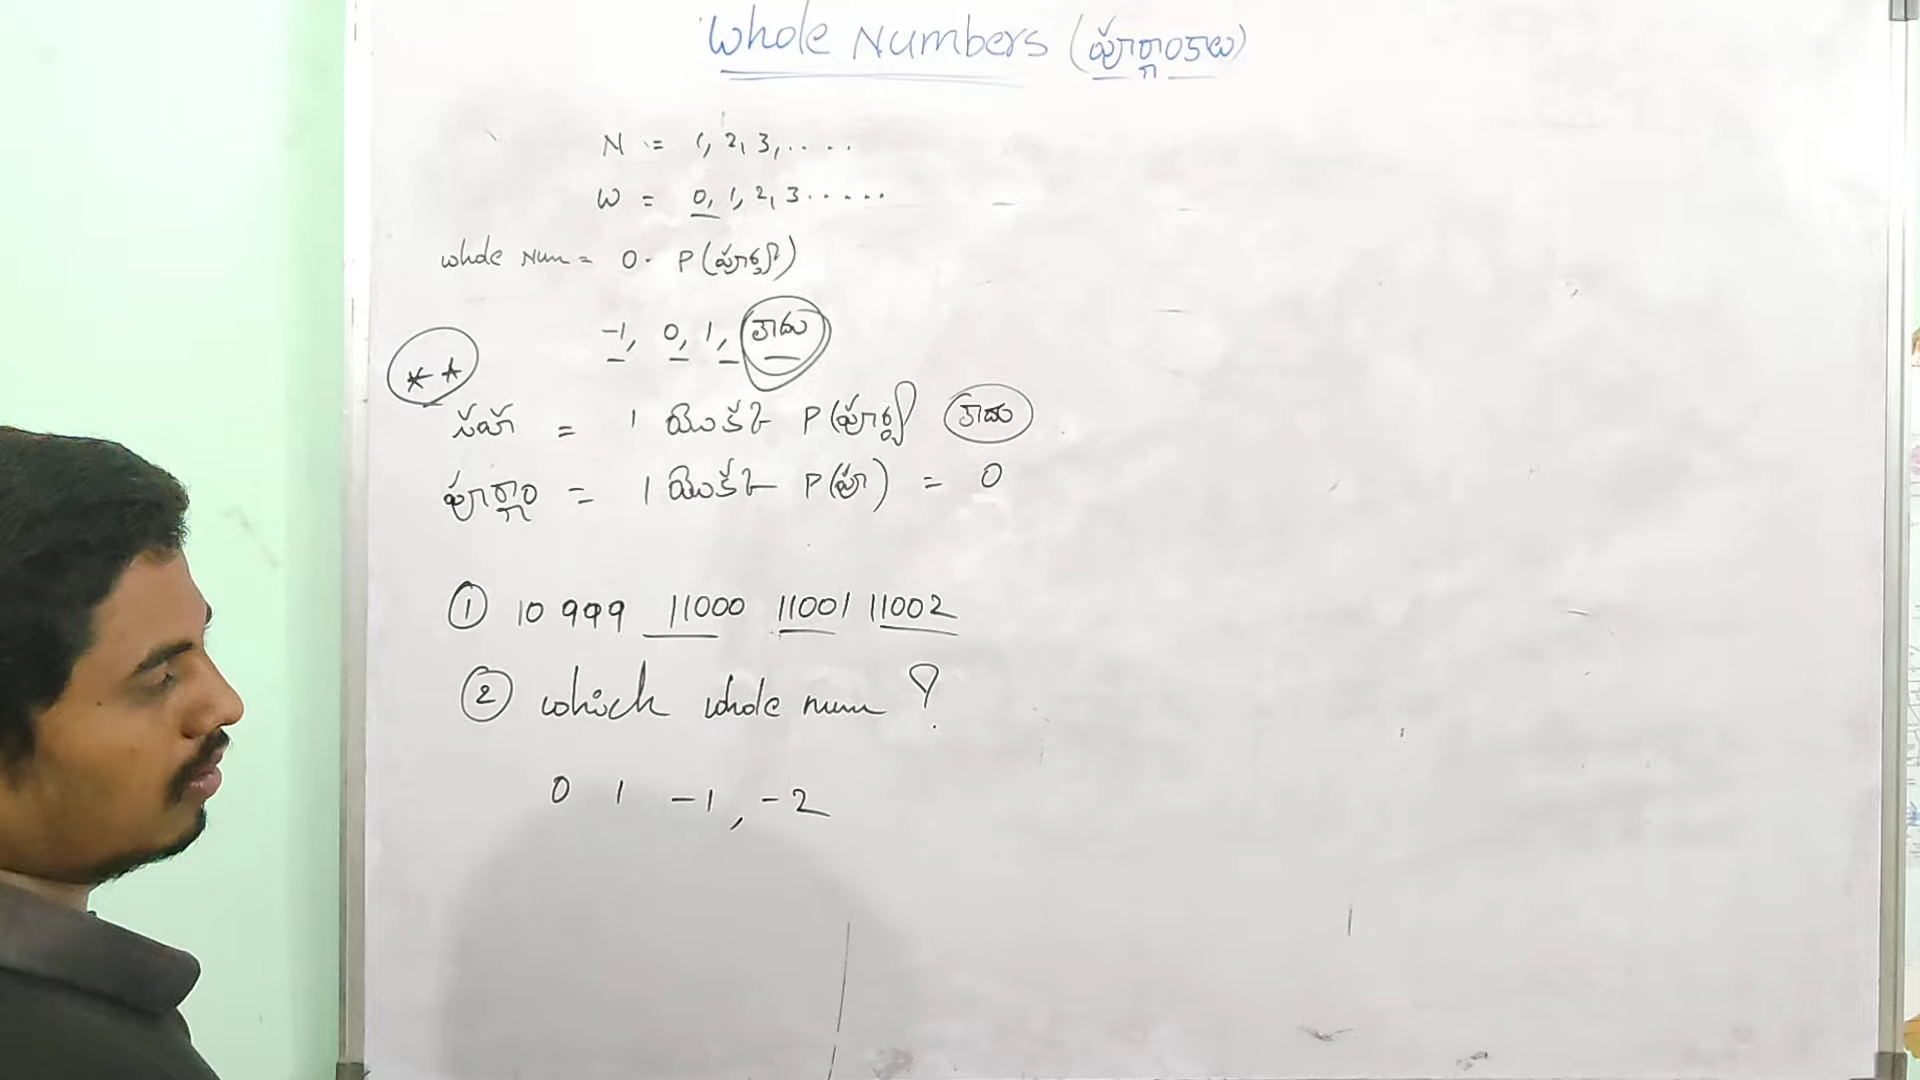 Whole Numbers (పూర్ణాంకాలు)
N = 1, 2, 3, . . . .
W = 0, 1, 2, 3 . . . . .
Whole Num = 0 . P (పూర్వ)
-1, 0, 1, కాదు
**
సహ = 1 యొక్క P (పూర్వ) కాదు
పూర్ణాం = 1 యొక్క P (పూ) = 0
① 10 999 11000 11001 11002
② which whole num ?
0 1 -1, -2